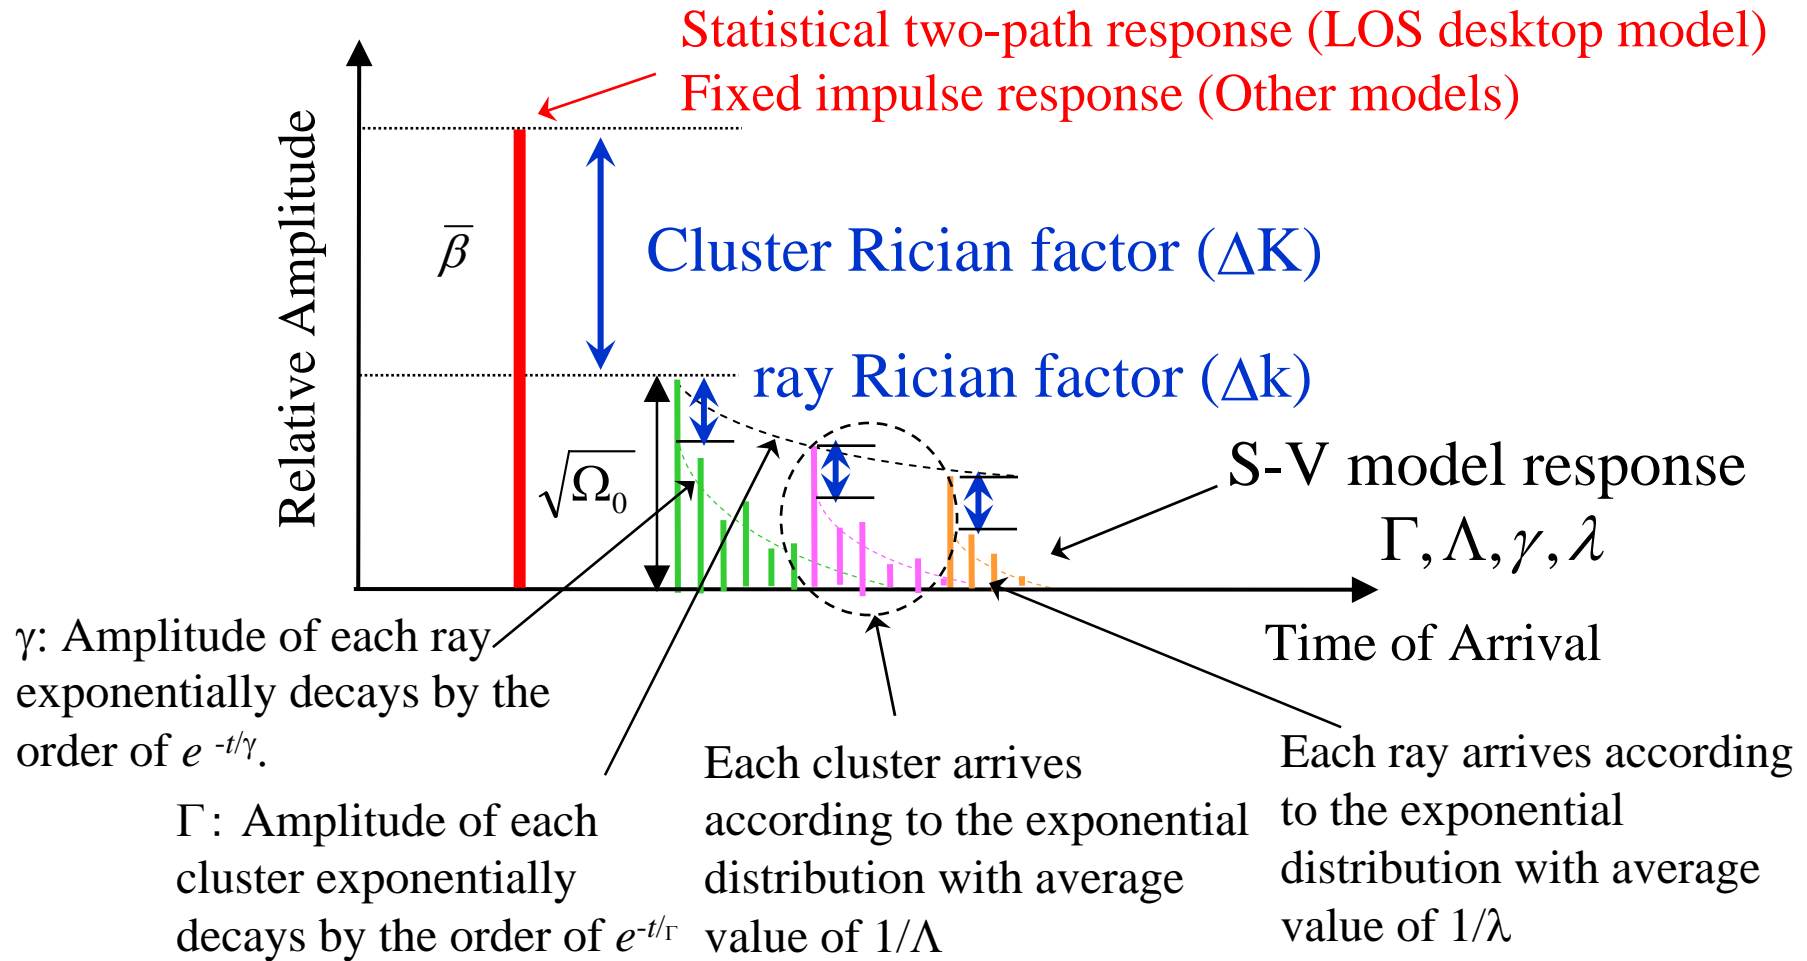 Statistical two-path response (LOS desktop model)
Fixed impulse response (Other models)
Relative Amplitude
β̅
Cluster Rician factor (ΔK)
ray Rician factor (Δk)
√Ω₀
S-V model response
Γ, Λ, γ, λ
Time of Arrival
γ: Amplitude of each ray
exponentially decays by the
order of e -t/γ.
Γ: Amplitude of each
cluster exponentially
decays by the order of e-t/Γ
Each cluster arrives
according to the exponential
distribution with average
value of 1/Λ
Each ray arrives according
to the exponential
distribution with average
value of 1/λ